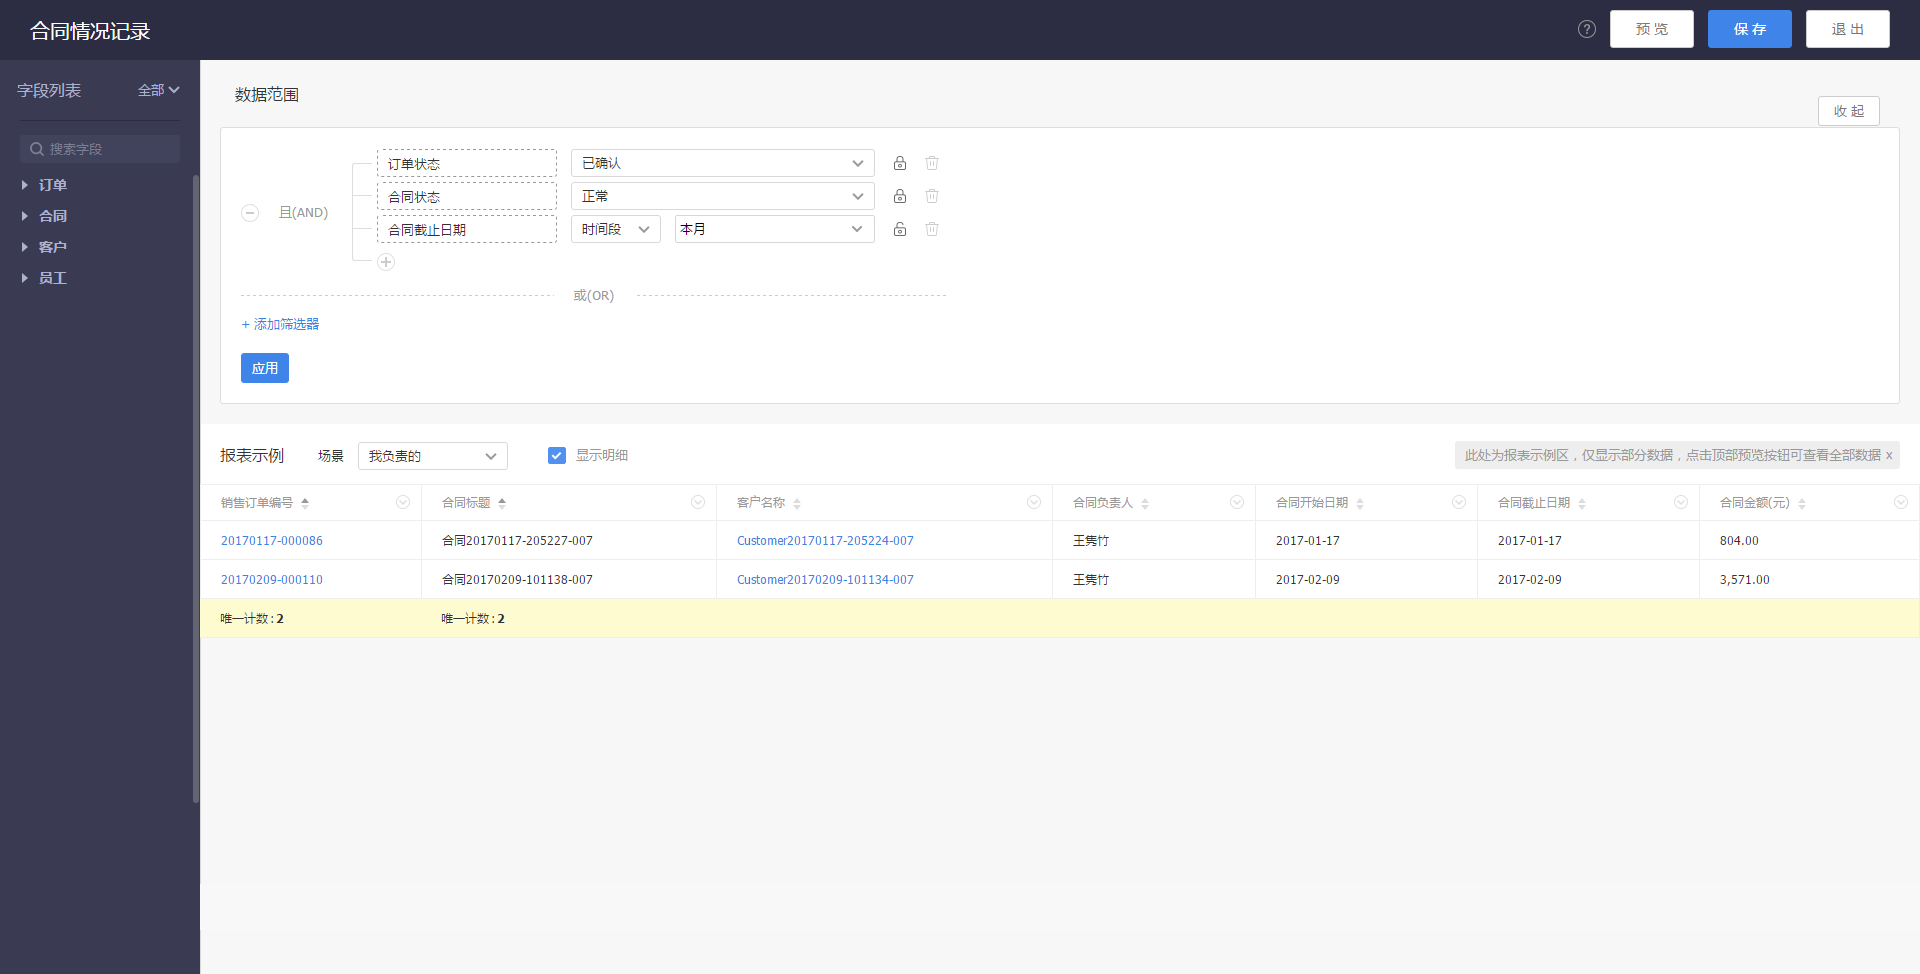 合同情况记录
?
预 览
保 存
退 出
字段列表
全部
搜索字段
订单
合同
客户
员工
数据范围
收 起
且(AND)
订单状态
已确认
合同状态
正常
合同截止日期
时间段
本月
或(OR)
+ 添加筛选器
应用
报表示例
场景
我负责的
显示明细
此处为报表示例区，仅显示部分数据，点击顶部预览按钮可查看全部数据 x
销售订单编号 合同标题 客户名称 合同负责人 合同开始日期 合同截止日期 合同金额(元)
20170117-000086 合同20170117-205227-007 Customer20170117-205224-007 王隽竹 2017-01-17 2017-01-17 804.00
20170209-000110 合同20170209-101138-007 Customer20170209-101134-007 王隽竹 2017-02-09 2017-02-09 3,571.00
唯一计数:2 唯一计数:2